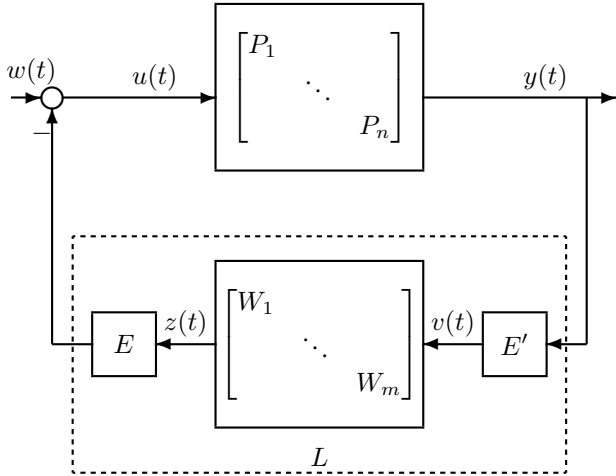 w(t)
u(t)
P₁
⋱
Pₙ
y(t)
−
E
z(t)
W₁
⋱
Wₘ
v(t)
E′
L